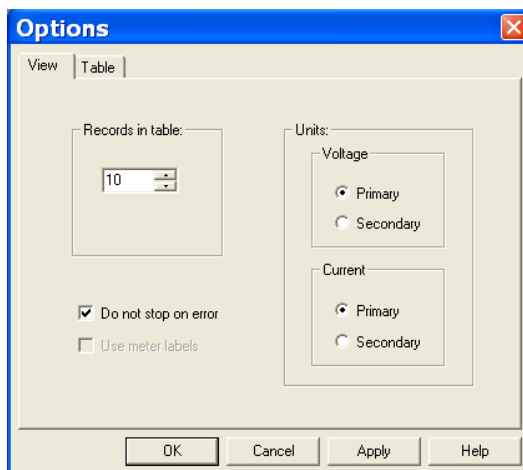 Options
View
Table
Records in table:
10
Do not stop on error
Use meter labels
Units:
Voltage
Primary
Secondary
Current
Primary
Secondary
OK
Cancel
Apply
Help